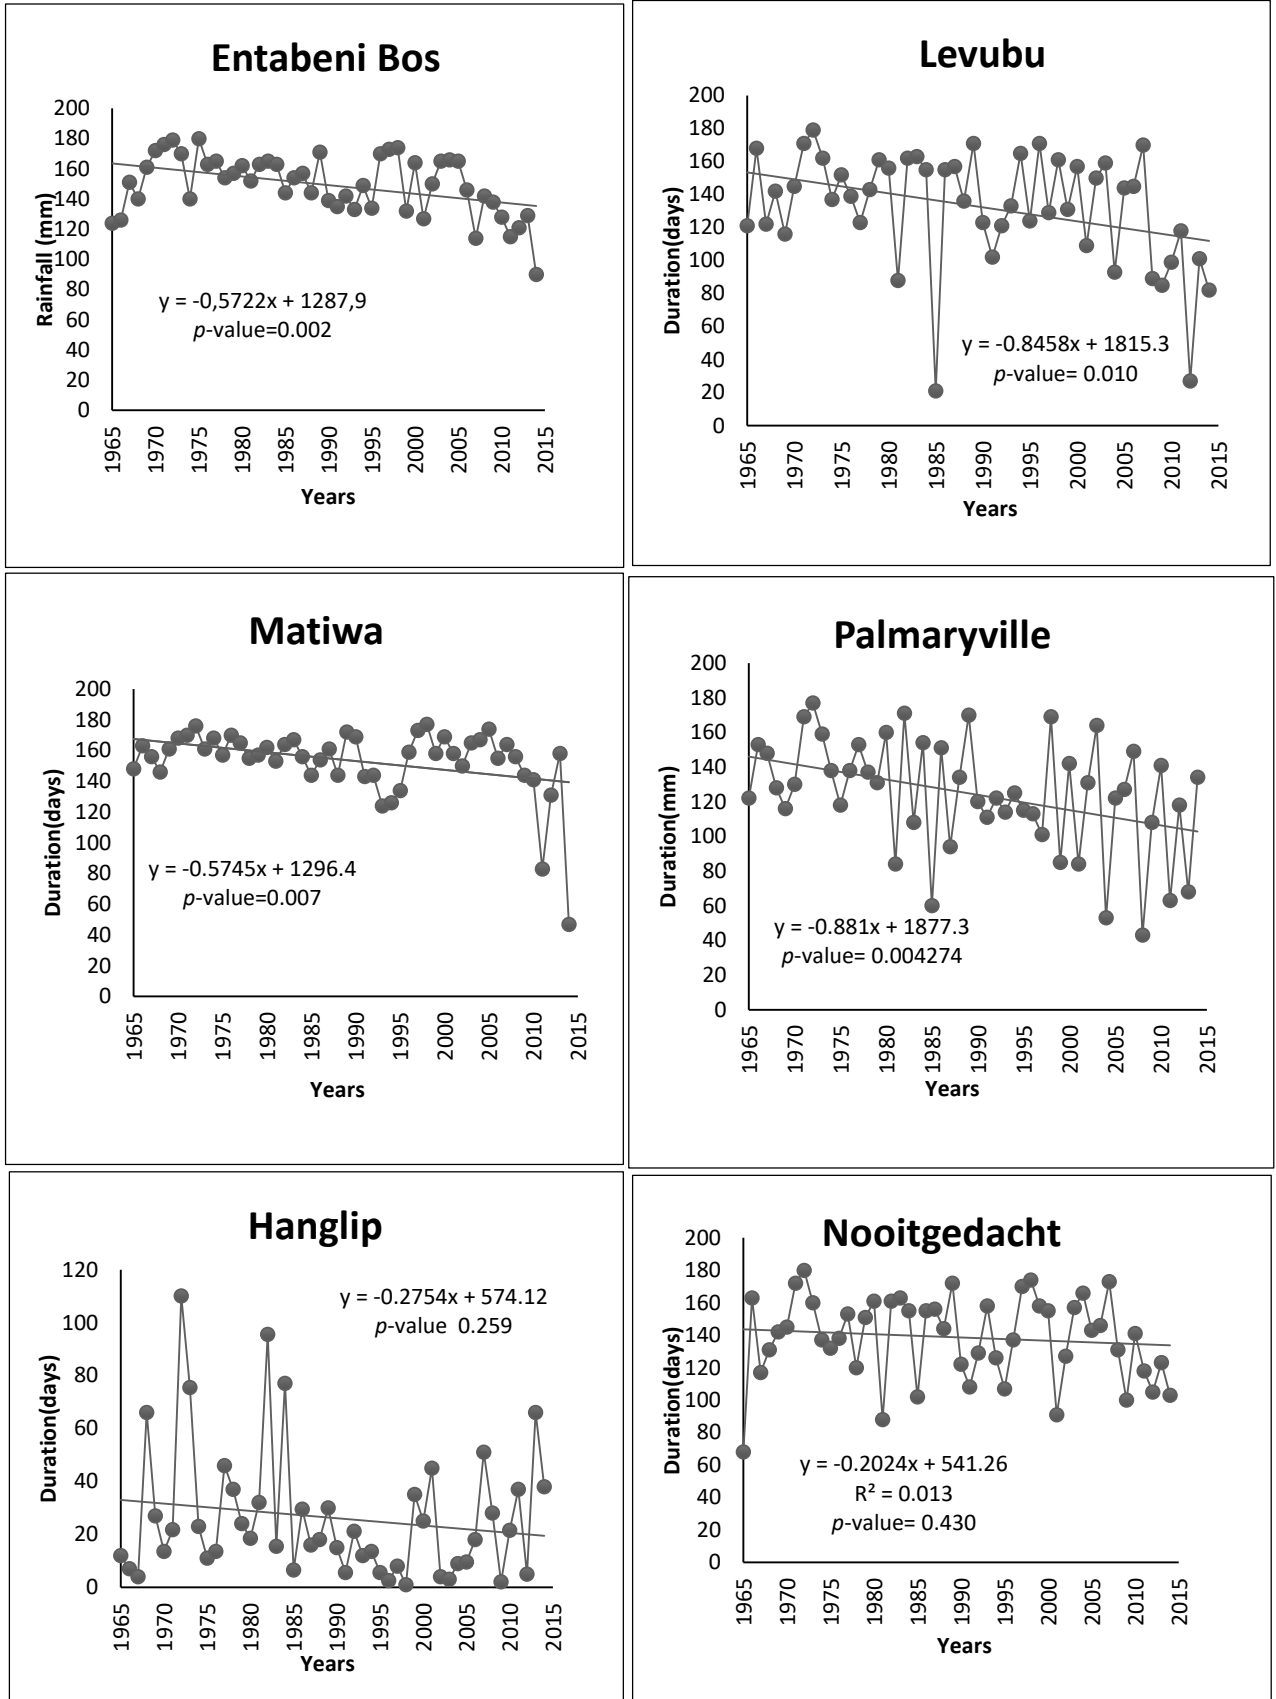 Entabeni Bos
Rainfall (mm)
200
180
160
140
120
100
80
60
40
20
0
y = -0,5722x + 1287,9
p-value=0.002
1965 1970 1975 1980 1985 1990 1995 2000 2005 2010 2015
Years
Levubu
Duration(days)
200
180
160
140
120
100
80
60
40
20
0
y = -0.8458x + 1815.3
p-value= 0.010
1965 1970 1975 1980 1985 1990 1995 2000 2005 2010 2015
Years
Matiwa
Duration(days)
200
180
160
140
120
100
80
60
40
20
0
y = -0.5745x + 1296.4
p-value=0.007
1965 1970 1975 1980 1985 1990 1995 2000 2005 2010 2015
Years
Palmaryville
Duration(mm)
200
180
160
140
120
100
80
60
40
20
0
y = -0.881x + 1877.3
p-value= 0.004274
1965 1970 1975 1980 1985 1990 1995 2000 2005 2010 2015
Years
Hanglip
Duration(days)
120
100
80
60
40
20
0
y = -0.2754x + 574.12
p-value 0.259
1965 1970 1975 1980 1985 1990 1995 2000 2005 2010 2015
Years
Nooitgedacht
Duration(days)
200
180
160
140
120
100
80
60
40
20
0
y = -0.2024x + 541.26
R² = 0.013
p-value= 0.430
1965 1970 1975 1980 1985 1990 1995 2000 2005 2010 2015
Years